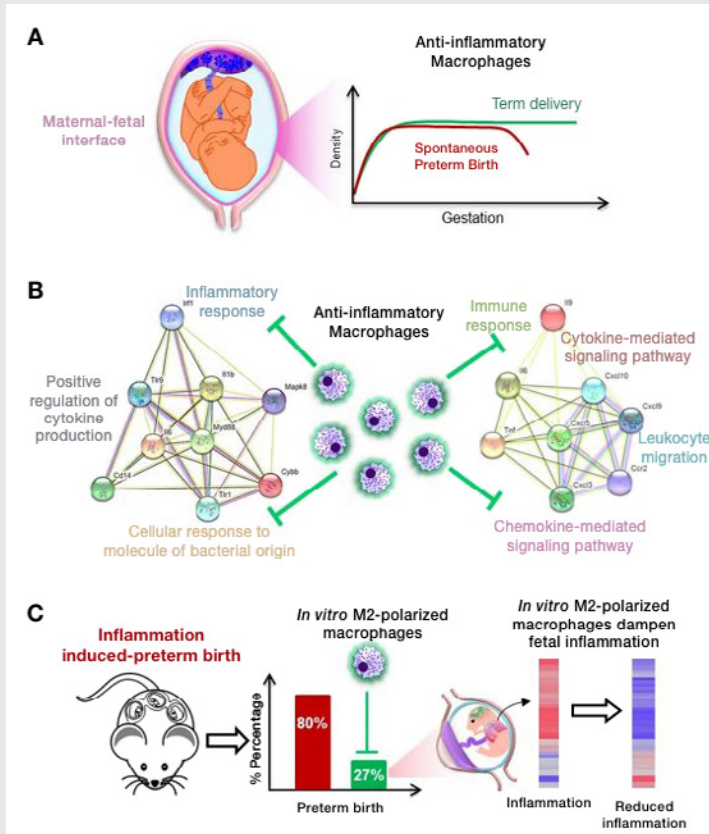 A
Anti-inflammatory
Macrophages
Maternal-fetal
interface
Density
Term delivery
Spontaneous
Preterm Birth
Gestation
B
Inflammatory
response
Positive
regulation of
cytokine
production
Irf1
Tlr9
Il1b
Mapk8
Il6
Myd88
Cd14
Cybb
Tlr1
Cellular response to
molecule of bacterial origin
Anti-inflammatory
Macrophages
Immune
response
Il9
Cytokine-mediated
signaling pathway
Il6
Cxcl10
Cxcl9
Tnf
Cxcl5
Leukocyte
migration
Ccr2
Cxcl3
Chemokine-mediated
signaling pathway
C
Inflammation
induced-preterm birth
In vitro M2-polarized
macrophages
% Percentage
80%
27%
Preterm birth
In vitro M2-polarized
macrophages dampen
fetal inflammation
Inflammation
Reduced
inflammation